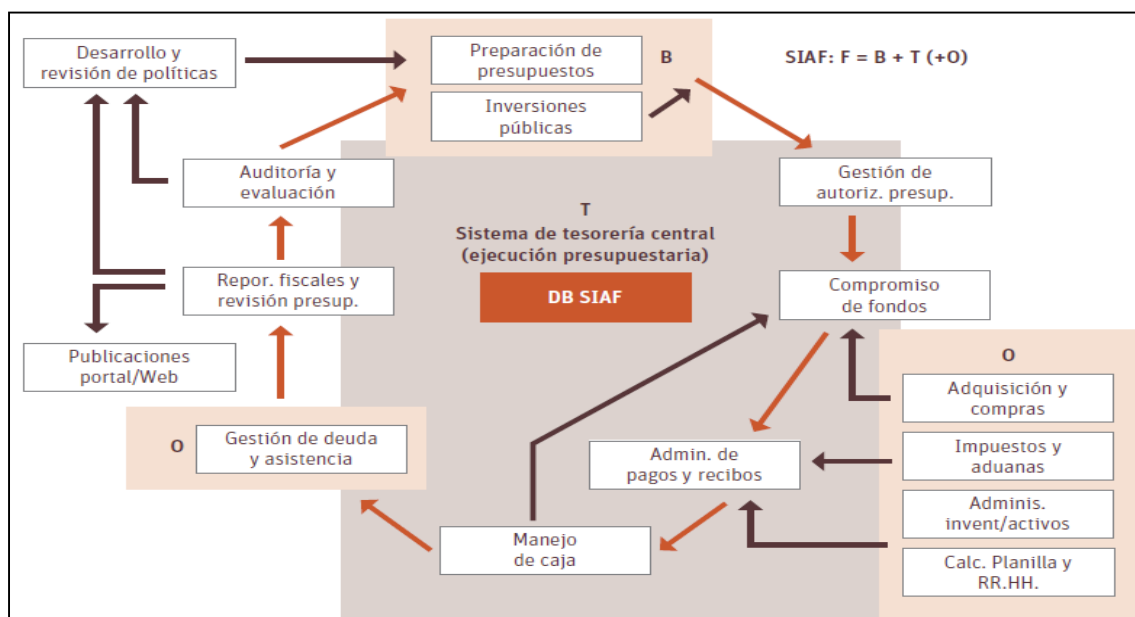 Desarrollo y
revisión de políticas
Preparación de
presupuestos
B
SIAF: F = B + T (+O)
Inversiones
públicas
Auditoría y
evaluación
Gestión de
autoriz. presup.
T
Sistema de tesorería central
(ejecución presupuestaria)
DB SIAF
Repor. fiscales y
revisión presup.
Compromiso
de fondos
Publicaciones
portal/Web
O
Adquisición y
compras
O
Gestión de deuda
y asistencia
Admin. de
pagos y recibos
Impuestos y
aduanas
Adminis.
invent/activos
Manejo
de caja
Calc. Planilla y
RR.HH.